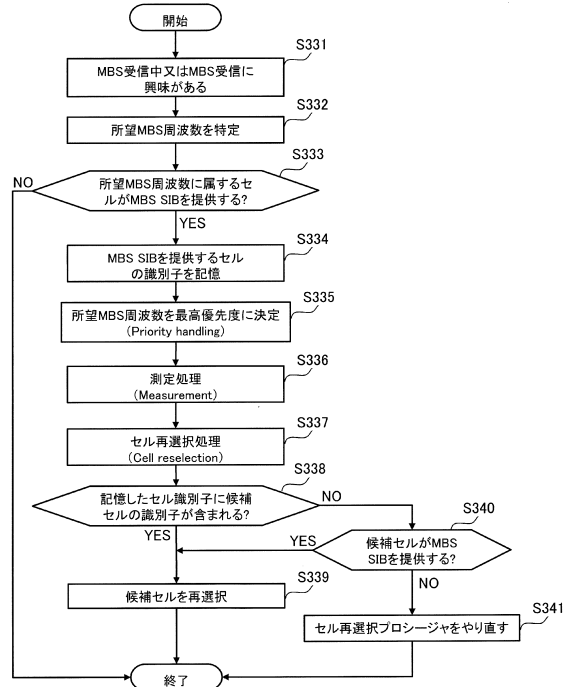 開始
S331
MBS受信中又はMBS受信に
興味がある
S332
所望MBS周波数を特定
S333
NO
所望MBS周波数に属するセ
ルがMBS SIBを提供する?
YES
S334
MBS SIBを提供するセル
の識別子を記憶
S335
所望MBS周波数を最高優先度に決定
(Priority handling)
S336
測定処理
(Measurement)
S337
セル再選択処理
(Cell reselection)
S338
記憶したセル識別子に候補
セルの識別子が含まれる?
NO
YES
S340
YES
候補セルがMBS
SIBを提供する?
NO
S339
候補セルを再選択
S341
セル再選択プロシージャをやり直す
終了